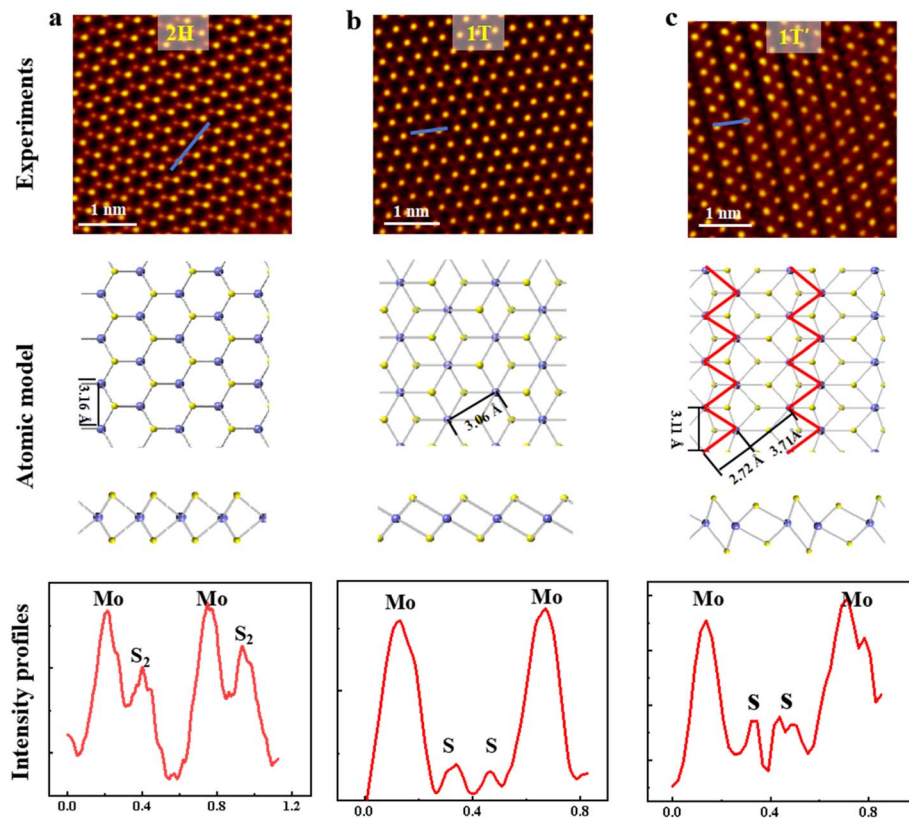 a
2H
1 nm
b
1T
1 nm
c
1T′
1 nm
Experiments
Atomic model
3.16 Å
3.06 Å
3.11 Å
2.72 Å
3.71Å
Intensity profiles
Mo
S₂
Mo
S₂
0.0 0.4 0.8 1.2
Mo
S
S
Mo
0.0 0.4 0.8
Mo
S
S
Mo
0.0 0.4 0.8